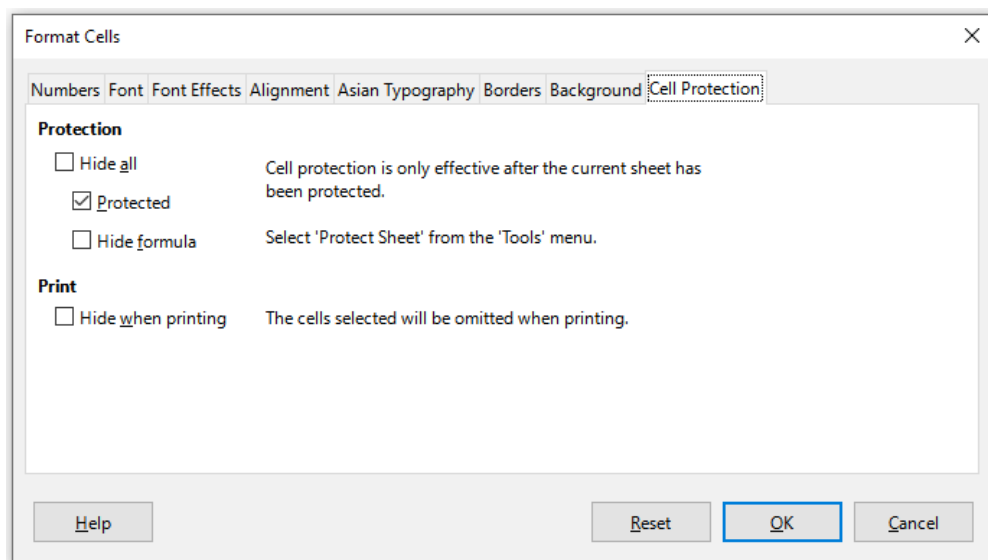 Format Cells
Numbers Font Font Effects Alignment Asian Typography Borders Background Cell Protection
Protection
Hide all
Cell protection is only effective after the current sheet has
been protected.
Protected
Hide formula
Select 'Protect Sheet' from the 'Tools' menu.
Print
Hide when printing
The cells selected will be omitted when printing.
Help
Reset
OK
Cancel